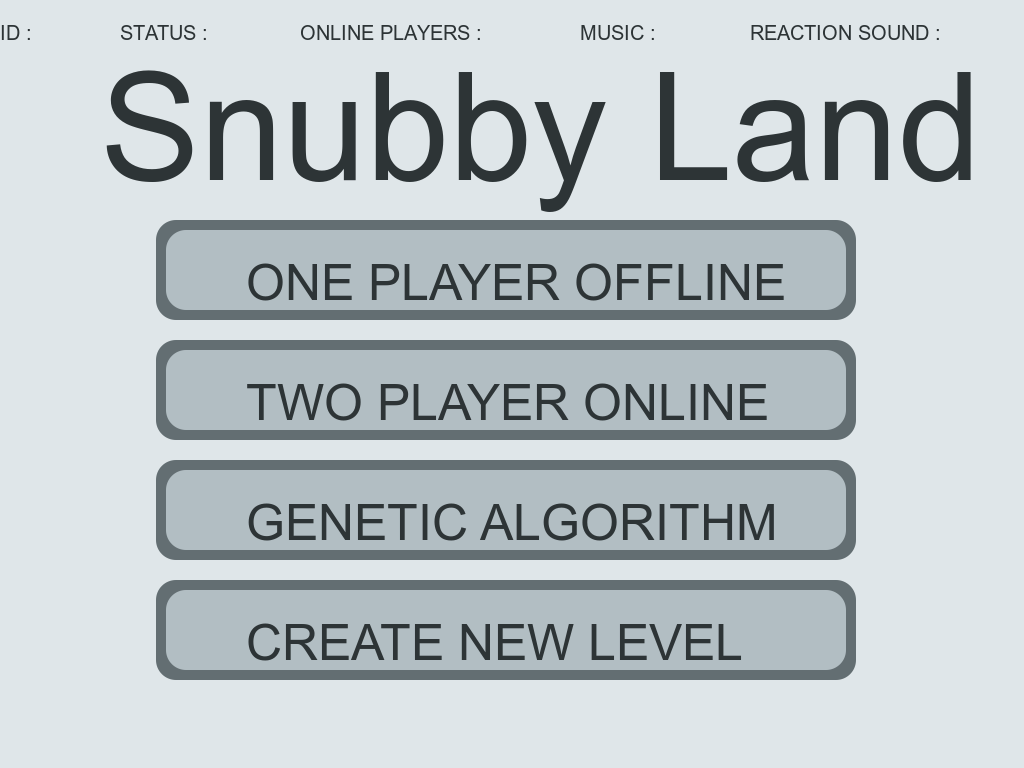 ID : STATUS : ONLINE PLAYERS : MUSIC : REACTION SOUND :
Snubby Land
ONE PLAYER OFFLINE
TWO PLAYER ONLINE
GENETIC ALGORITHM
CREATE NEW LEVEL